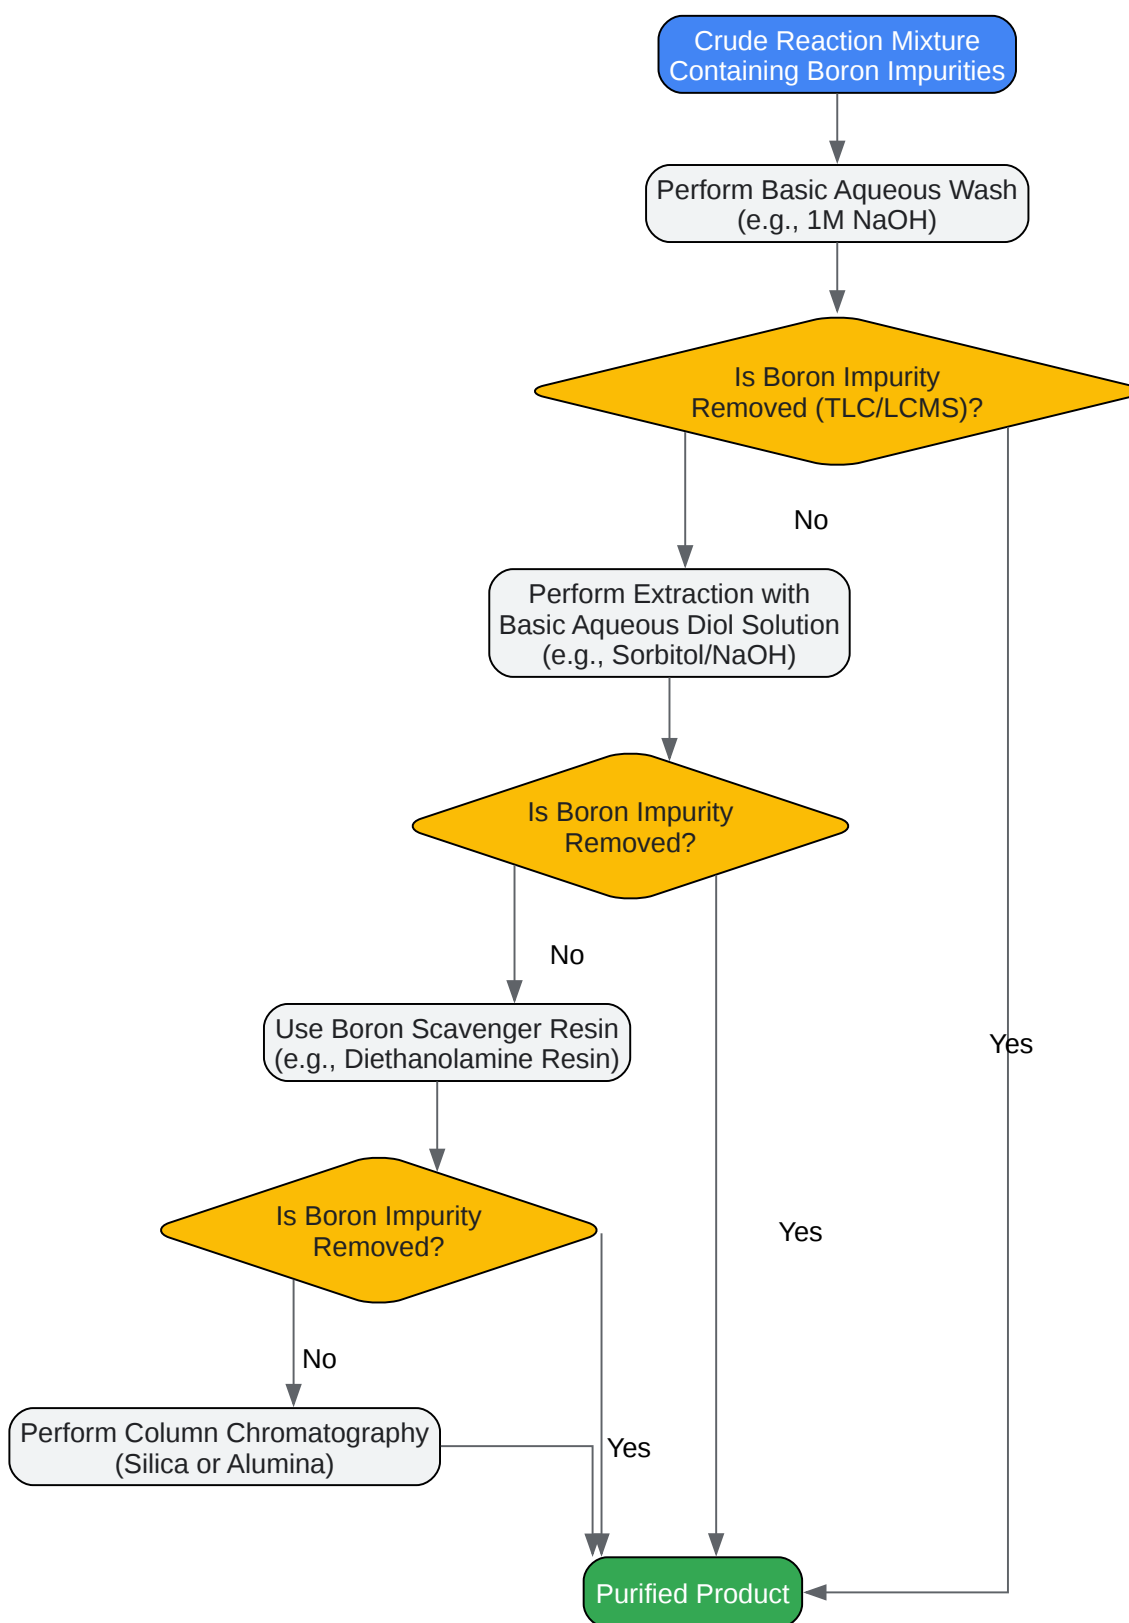 Crude Reaction Mixture
Containing Boron Impurities
Perform Basic Aqueous Wash
(e.g., 1M NaOH)
Is Boron Impurity
Removed (TLC/LCMS)?
No
Perform Extraction with
Basic Aqueous Diol Solution
(e.g., Sorbitol/NaOH)
Is Boron Impurity
Removed?
No
Use Boron Scavenger Resin
(e.g., Diethanolamine Resin)
Yes
Is Boron Impurity
Removed?
Yes
No
Perform Column Chromatography
(Silica or Alumina)
Yes
Purified Product